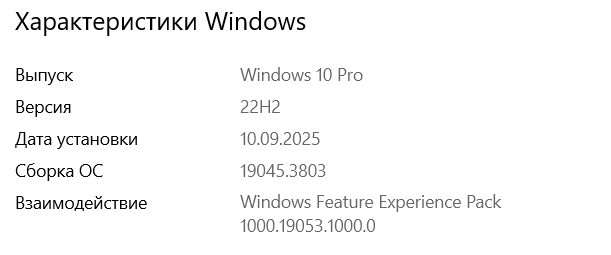 Характеристики Windows
Выпуск Windows 10 Pro
Версия 22H2
Дата установки 10.09.2025
Сборка ОС 19045.3803
Взаимодействие Windows Feature Experience Pack
1000.19053.1000.0